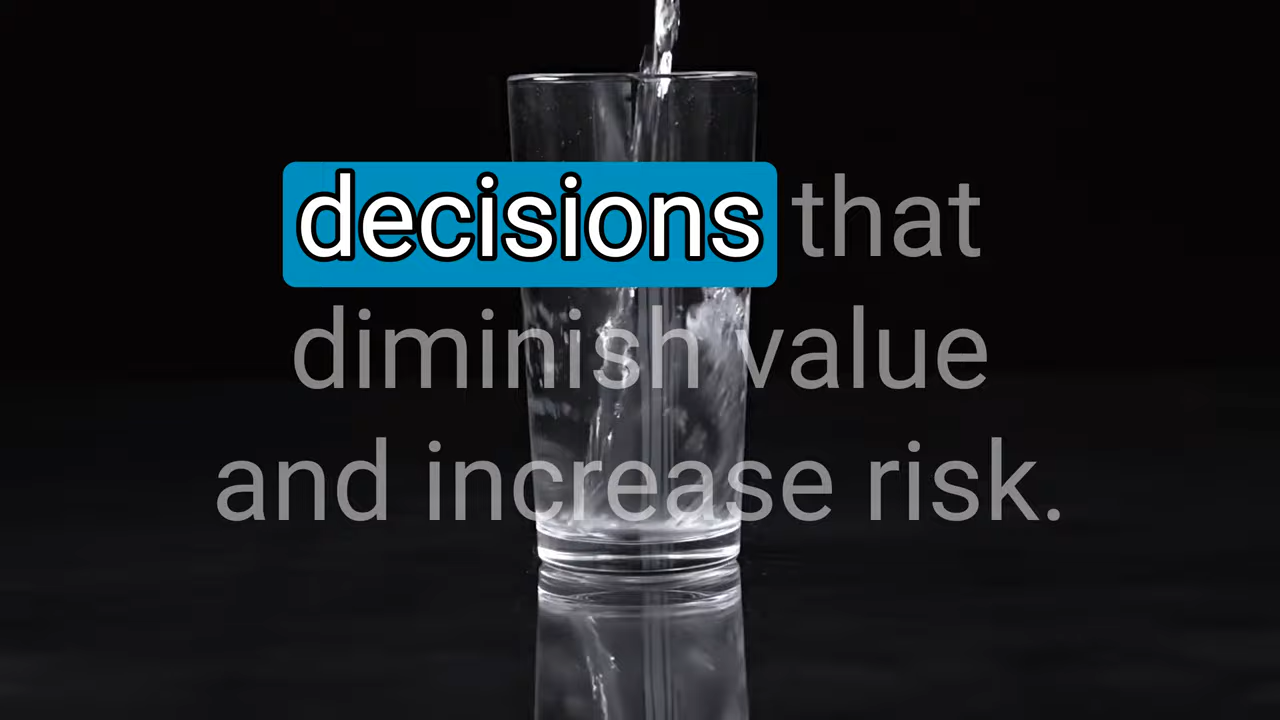 decisions that
diminish value
and increase risk.